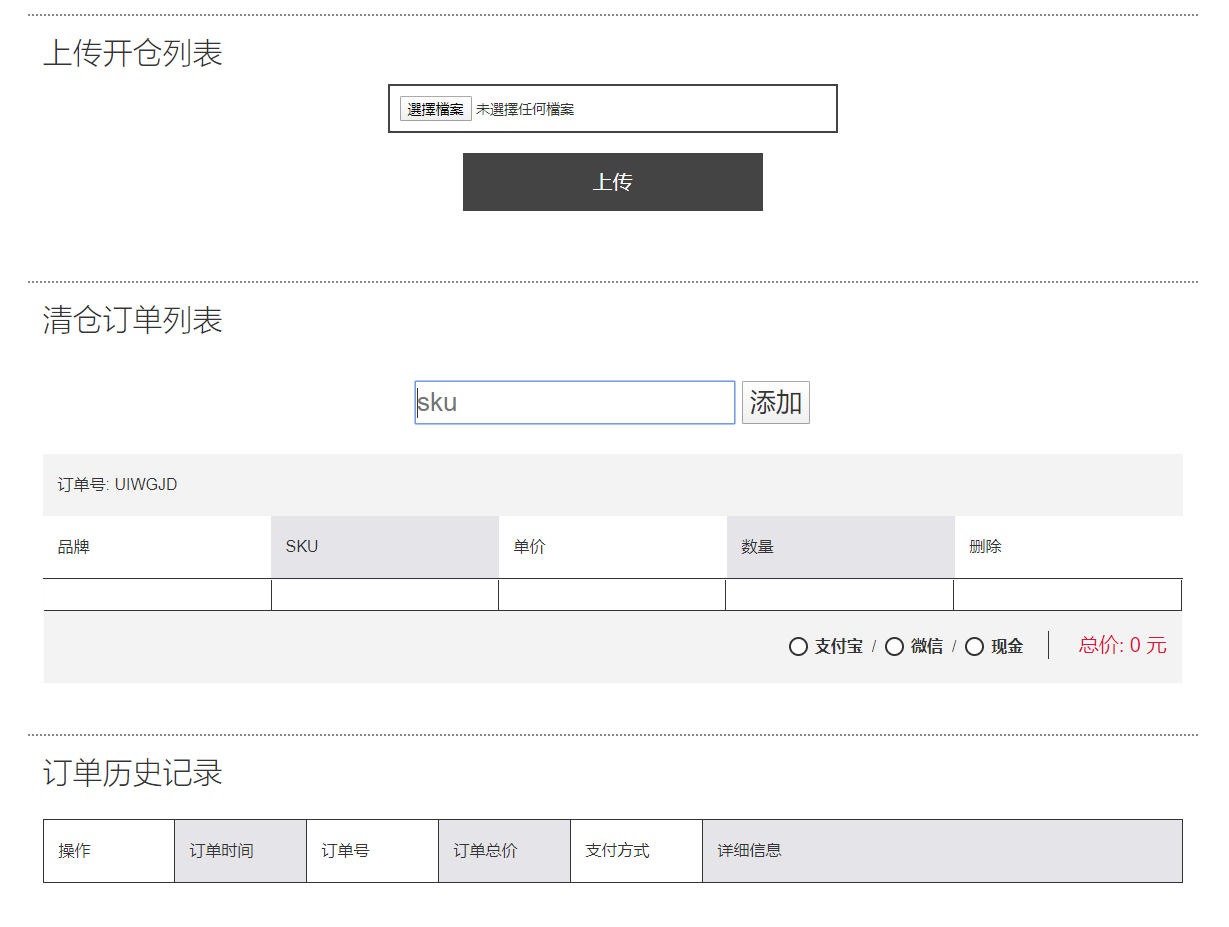 上传开仓列表
選擇檔案 未選擇任何檔案
上传
清仓订单列表
sku 添加
订单号: UIWGJD
品牌 SKU 单价 数量 删除
支付宝 / 微信 / 现金 总价: 0 元
订单历史记录
操作 订单时间 订单号 订单总价 支付方式 详细信息